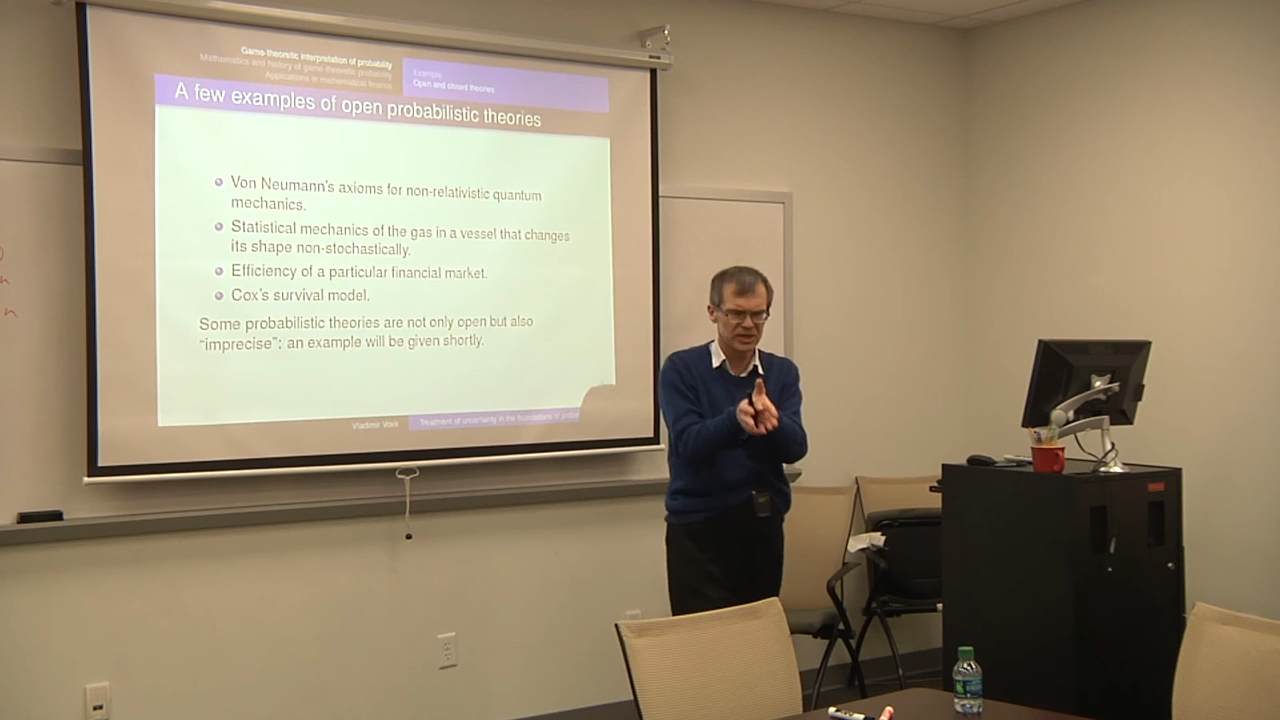 Game-theoretic interpretation of probability
Mathematics and history of game-theoretic probability
Applications in mathematical finance
Example
Open and closed theories
A few examples of open probabilistic theories
Von Neumann's axioms for non-relativistic quantum
mechanics.
Statistical mechanics of the gas in a vessel that changes
its shape non-stochastically.
Efficiency of a particular financial market.
Cox's survival model.
Some probabilistic theories are not only open but also
"imprecise": an example will be given shortly.
Vladimir Vovk
Treatment of uncertainty in the foundations of